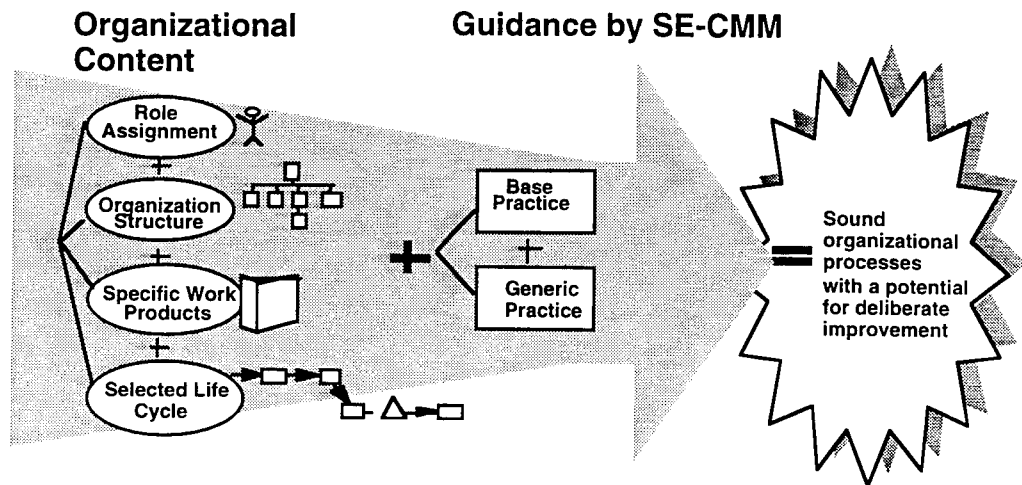 Organizational
Content
Guidance by SE-CMM
Role
Assignment
+
Organization
Structure
+
Specific Work
Products
+
Selected Life
Cycle
+
Base
Practice
+
Generic
Practice
=
Sound
organizational
processes
with a potential
for deliberate
improvement